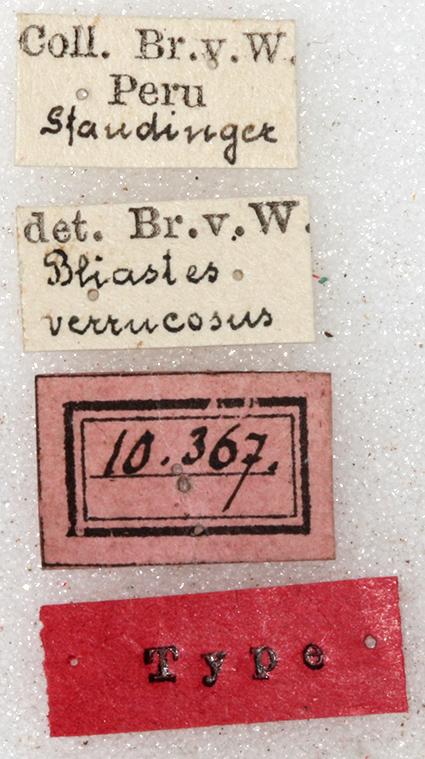 Coll. Br.v.W.
Peru
Staudinger
det. Br.v.W.
Bliastes
verrucosus
10.367.
Type